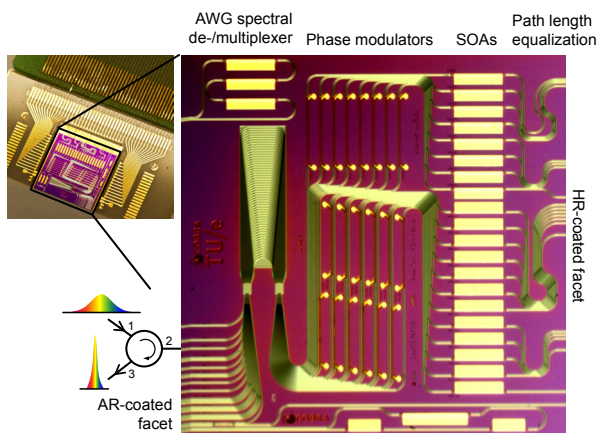 AWG spectral
de-/multiplexer
Phase modulators
SOAs
Path length
equalization
HR-coated facet
TU/e
1
2
3
AR-coated
facet